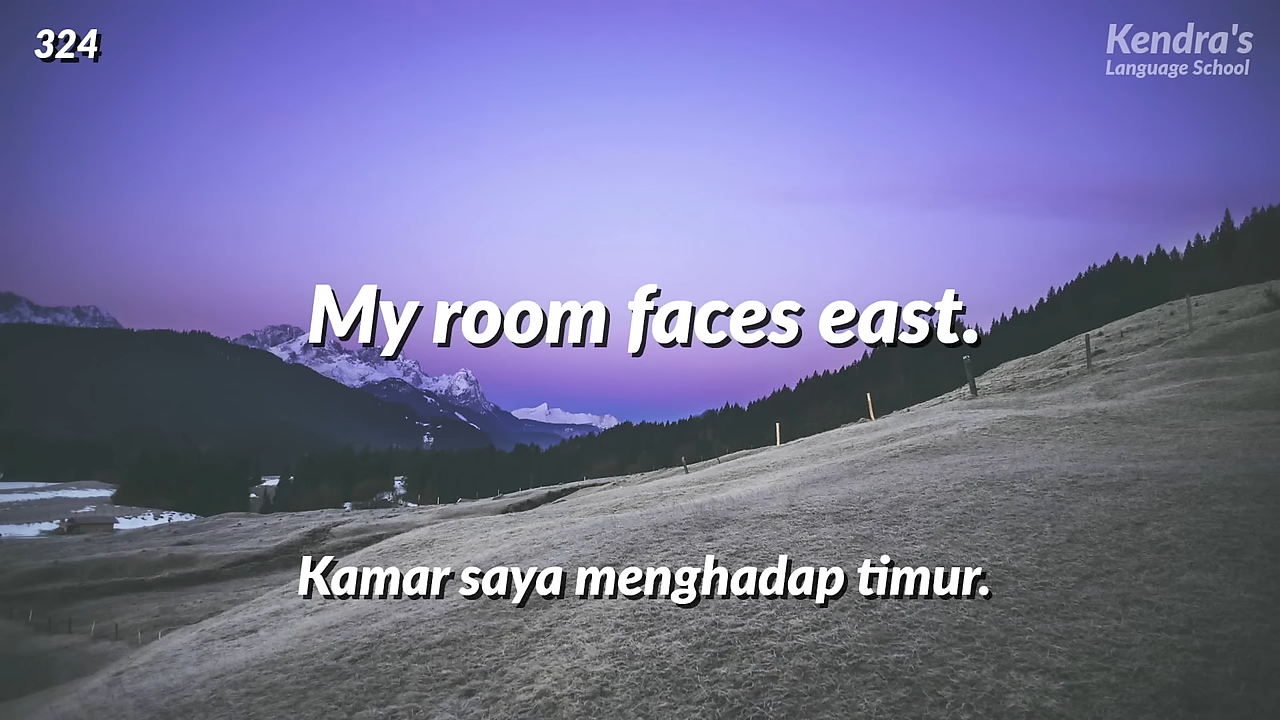 324
Kendra's
Language School
My room faces east.
Kamar saya menghadap timur.